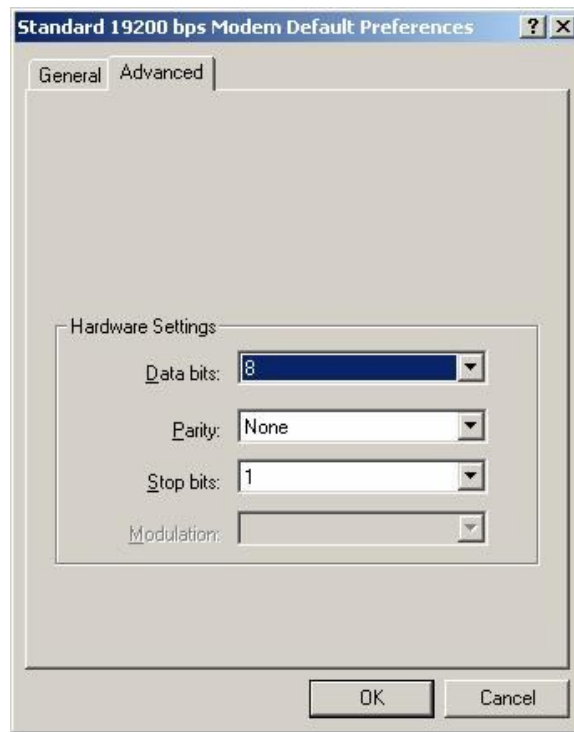 Standard 19200 bps Modem Default Preferences
General Advanced
Hardware Settings
Data bits: 8
Parity: None
Stop bits: 1
Modulation:
OK Cancel